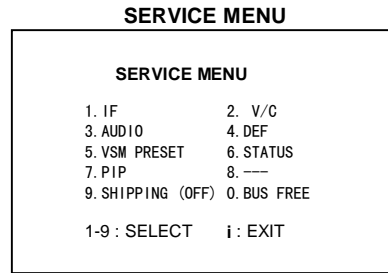 SERVICE MENU
SERVICE MENU
1. IF 2. V/C
3. AUDIO 4. DEF
5. VSM PRESET 6. STATUS
7. PIP 8. ---
9. SHIPPING (OFF) 0. BUS FREE
1-9 : SELECT i : EXIT